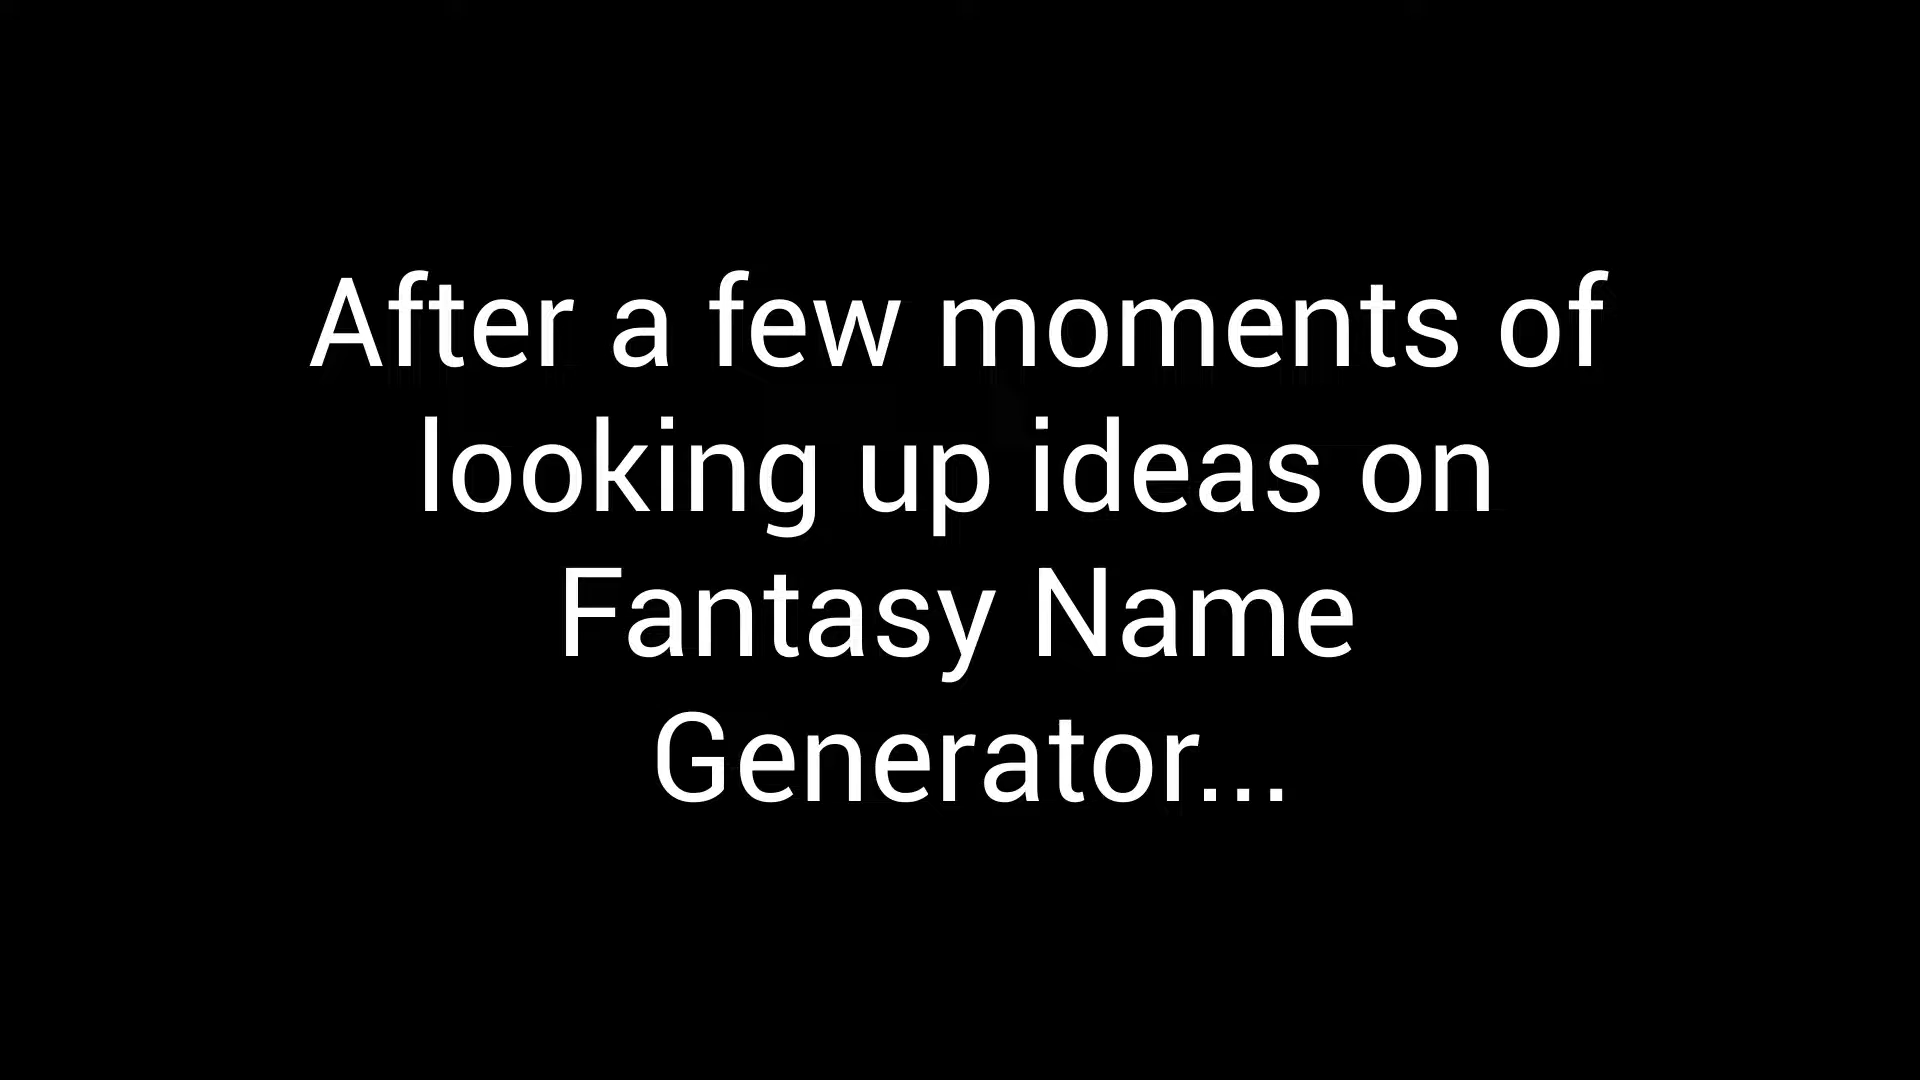 After a few moments of
looking up ideas on
Fantasy Name
Generator...